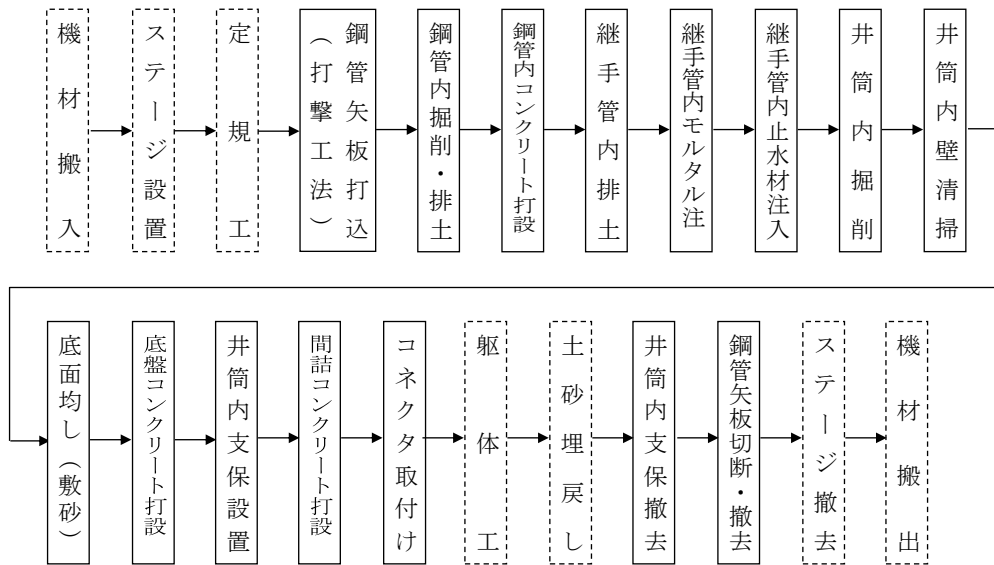 機材搬入
ステージ設置
定規工
鋼管矢板打込
(打撃工法)
鋼管内掘削・排土
鋼管内コンクリート打設
継手管内排土
継手管内モルタル注
継手管内止水材注入
井筒内掘削
井筒内壁清掃
底面均し(敷砂)
底盤コンクリート打設
井筒内支保設置
間詰コンクリート打設
コネクタ取付け
躯体工
土砂埋戻し
井筒内支保撤去
鋼管矢板切断・撤去
ステージ撤去
機材搬出